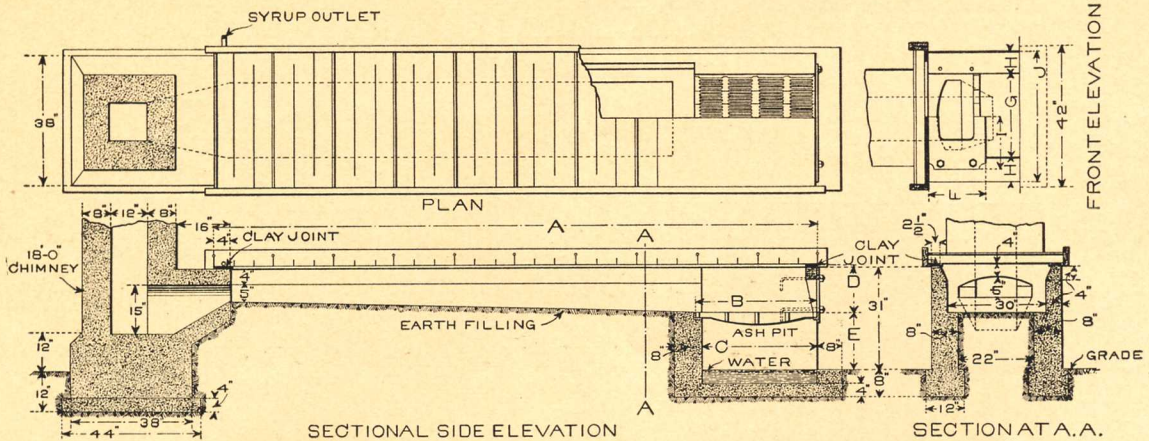 SYRUP OUTLET
38"
PLAN
H
G
I
H
J
42"
F
FRONT ELEVATION
8" 12" 8"
16"
A
A
4"
CLAY JOINT
18'-0"
CHIMNEY
15"
4"
5"
B
D
31"
EARTH FILLING
ASH PIT
E
8"
C
8"
WATER
12"
12"
4"
8"
4"
38"
44"
A
SECTIONAL SIDE ELEVATION
2½"
4"
CLAY
JOINT
30"
4"
8"
8"
22"
GRADE
12"
SECTION AT A.A.